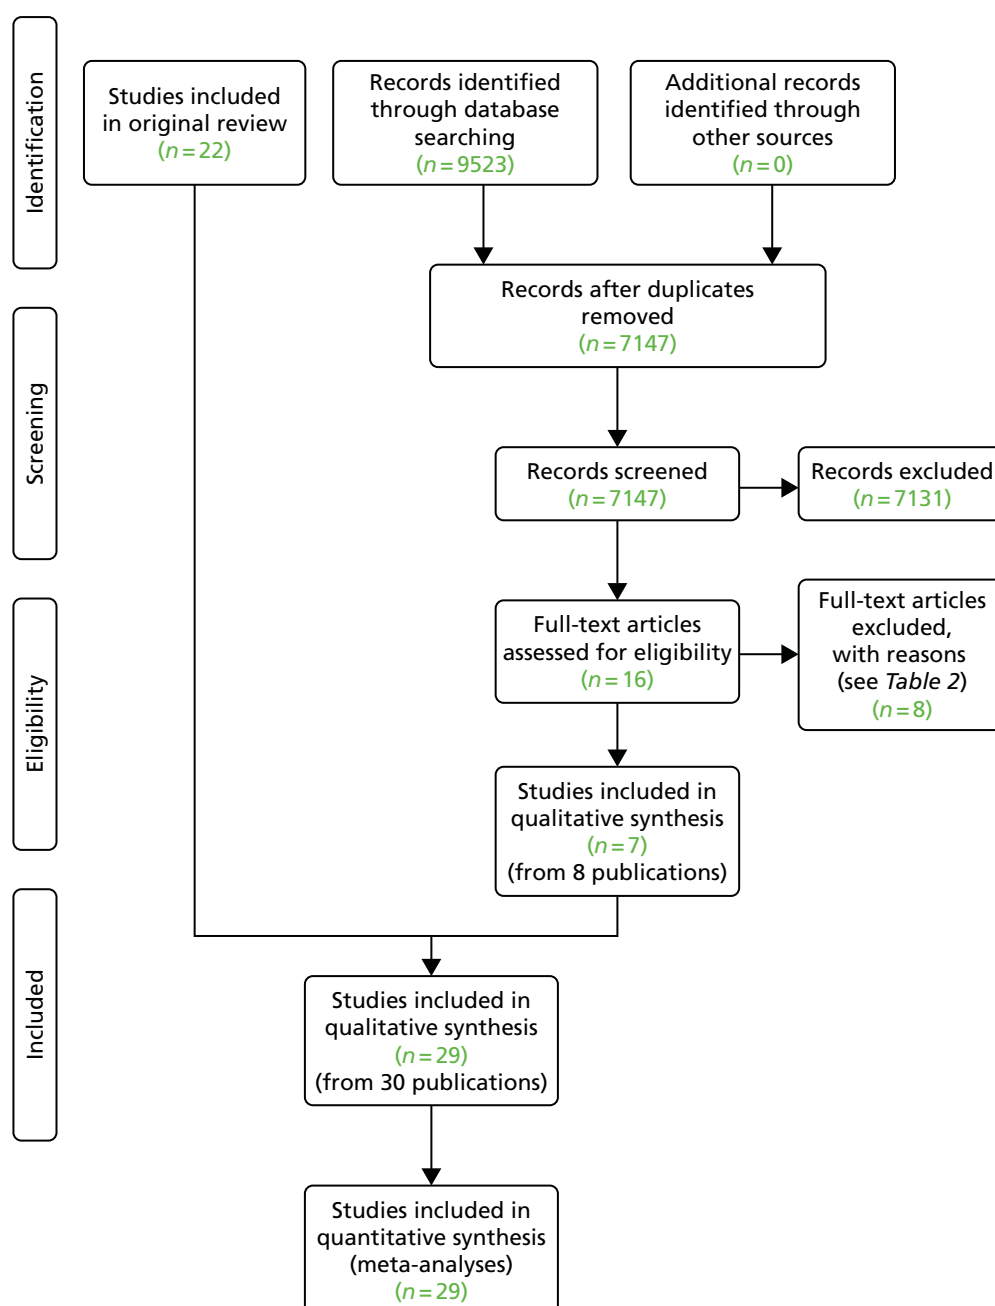 Identification
Studies included
in original review
(n=22)
Records identified
through database
searching
(n=9523)
Additional records
identified through
other sources
(n=0)
Records after duplicates
removed
(n=7147)
Screening
Records screened
(n=7147)
Records excluded
(n=7131)
Eligibility
Full-text articles
assessed for eligibility
(n=16)
Full-text articles
excluded,
with reasons
(see Table 2)
(n=8)
Studies included in
qualitative synthesis
(n=7)
(from 8 publications)
Included
Studies included in
qualitative synthesis
(n=29)
(from 30 publications)
Studies included in
quantitative synthesis
(meta-analyses)
(n=29)